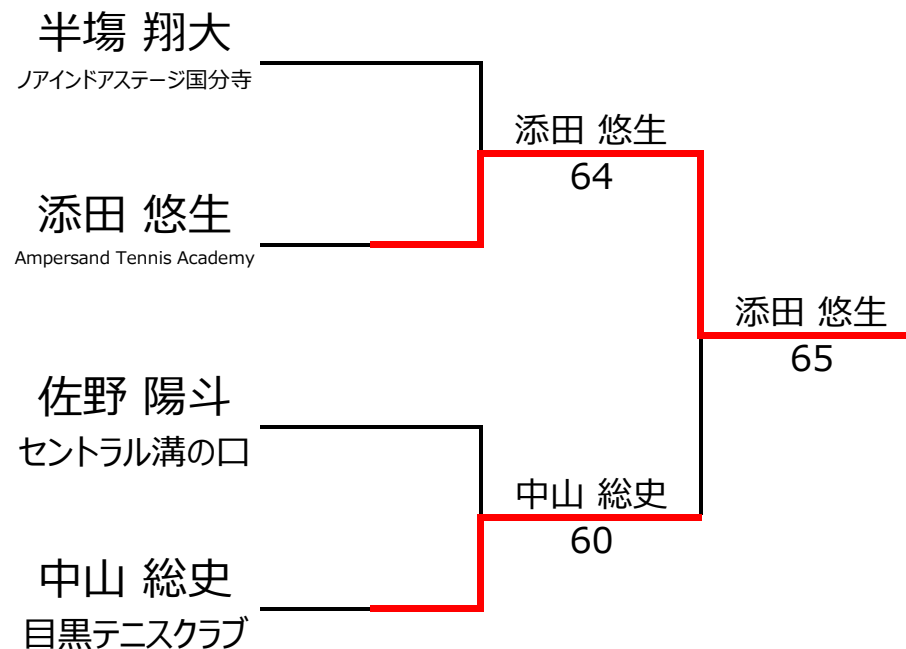 半塲 翔大
ノアインドアステージ国分寺
添田 悠生
64
添田 悠生
Ampersand Tennis Academy
添田 悠生
65
佐野 陽斗
セントラル溝の口
中山 総史
60
中山 総史
目黒テニスクラブ